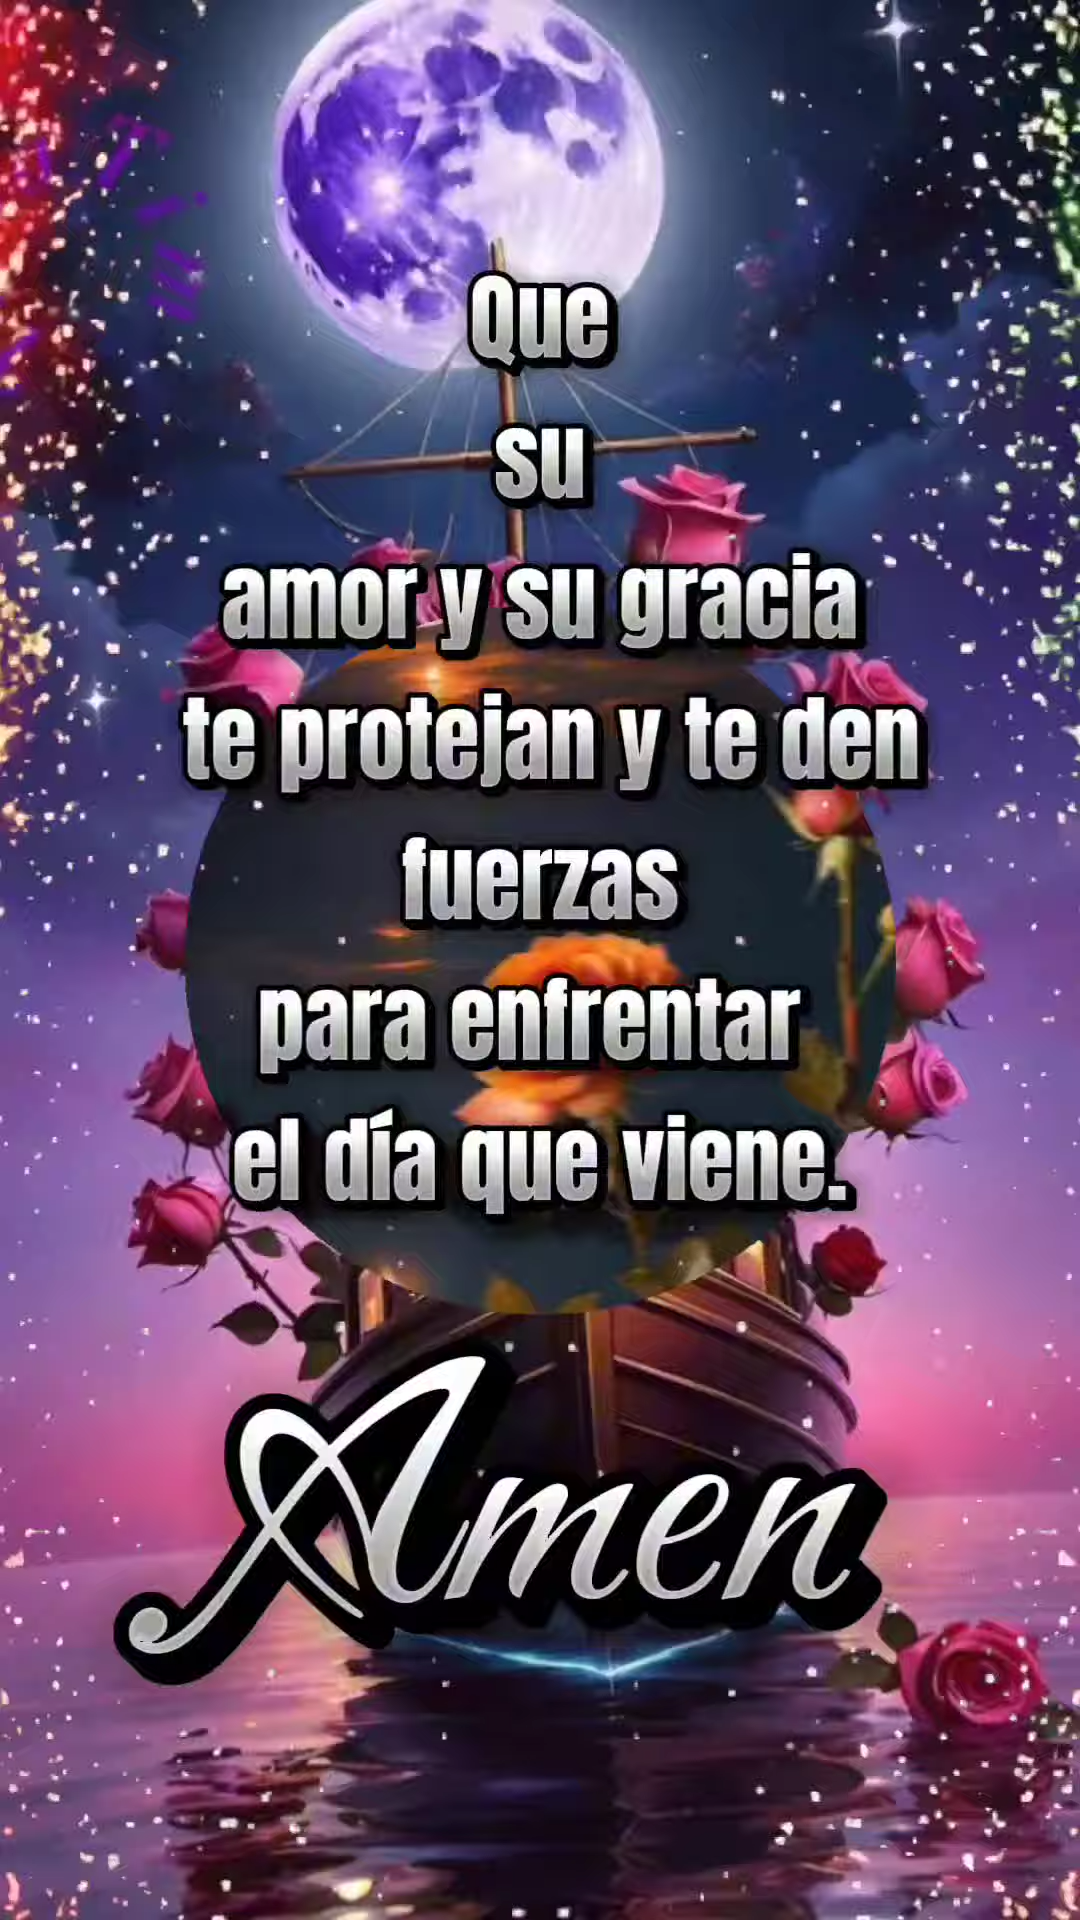 Que
su
amor y su gracia
te protejan y te den
fuerzas
para enfrentar
el día que viene.
Amen